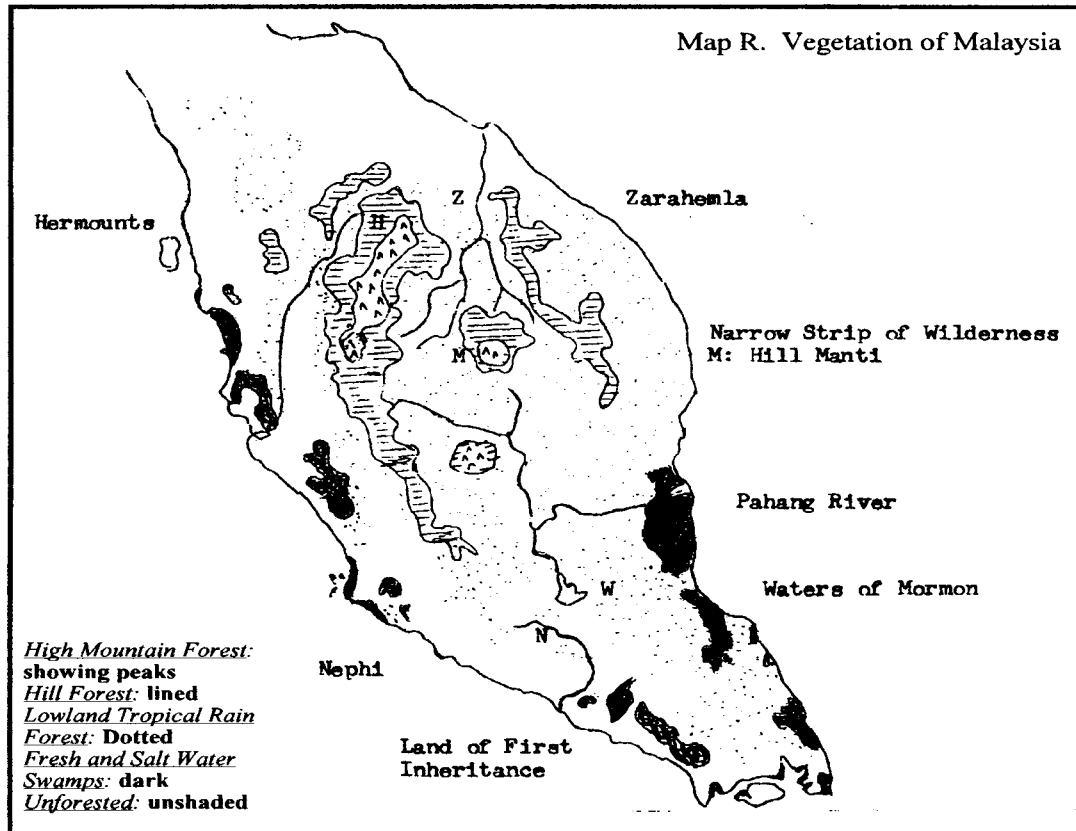 Map R. Vegetation of Malaysia
Z
Zarahemla
Hermounts
H
Narrow Strip of Wilderness
M
M: Hill Manti
Pahang River
W
Waters of Mormon
N
Nephi
High Mountain Forest:
showing peaks
Hill Forest: lined
Lowland Tropical Rain
Forest: Dotted
Fresh and Salt Water
Swamps: dark
Unforested: unshaded
Land of First
Inheritance